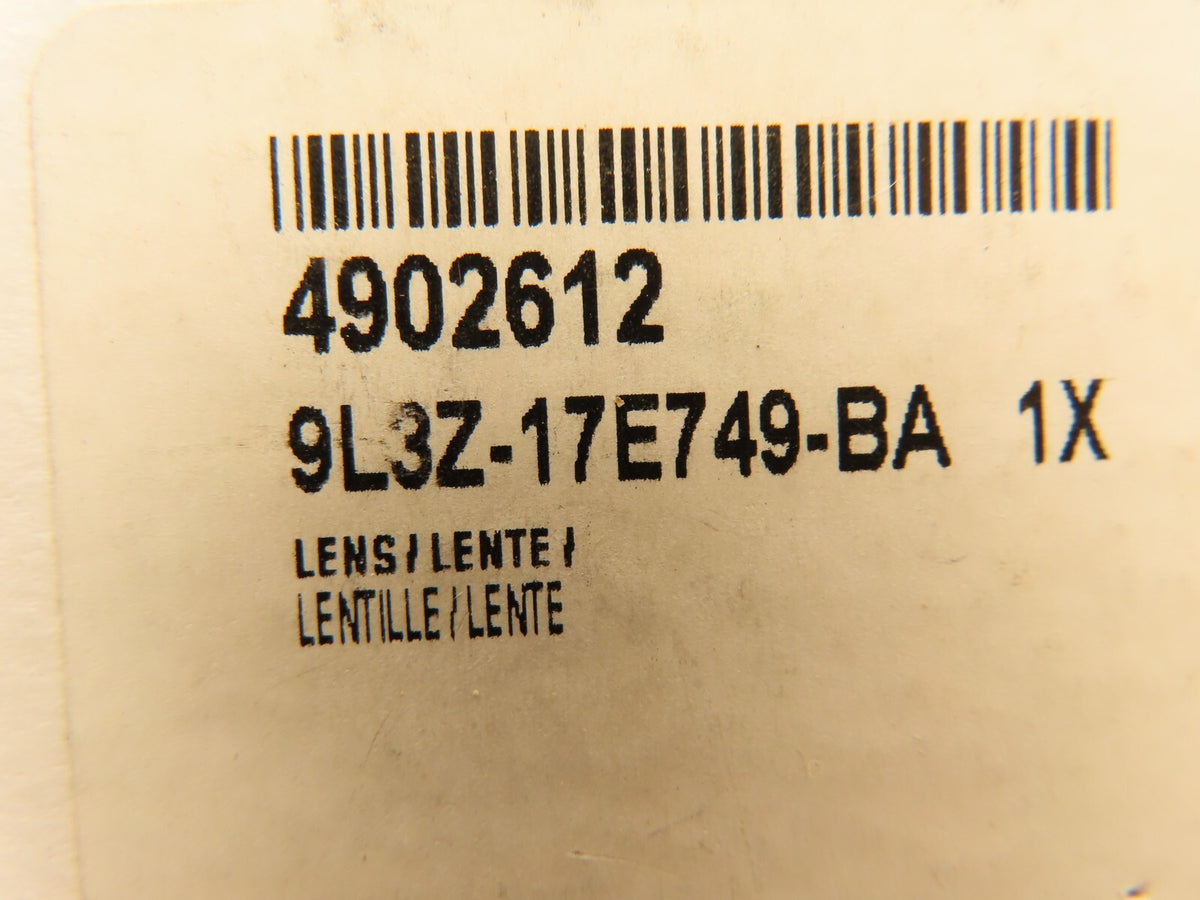 4902612
9L3Z-17E749-BA 1X
LENS/LENTE/
LENTILLE/LENTE